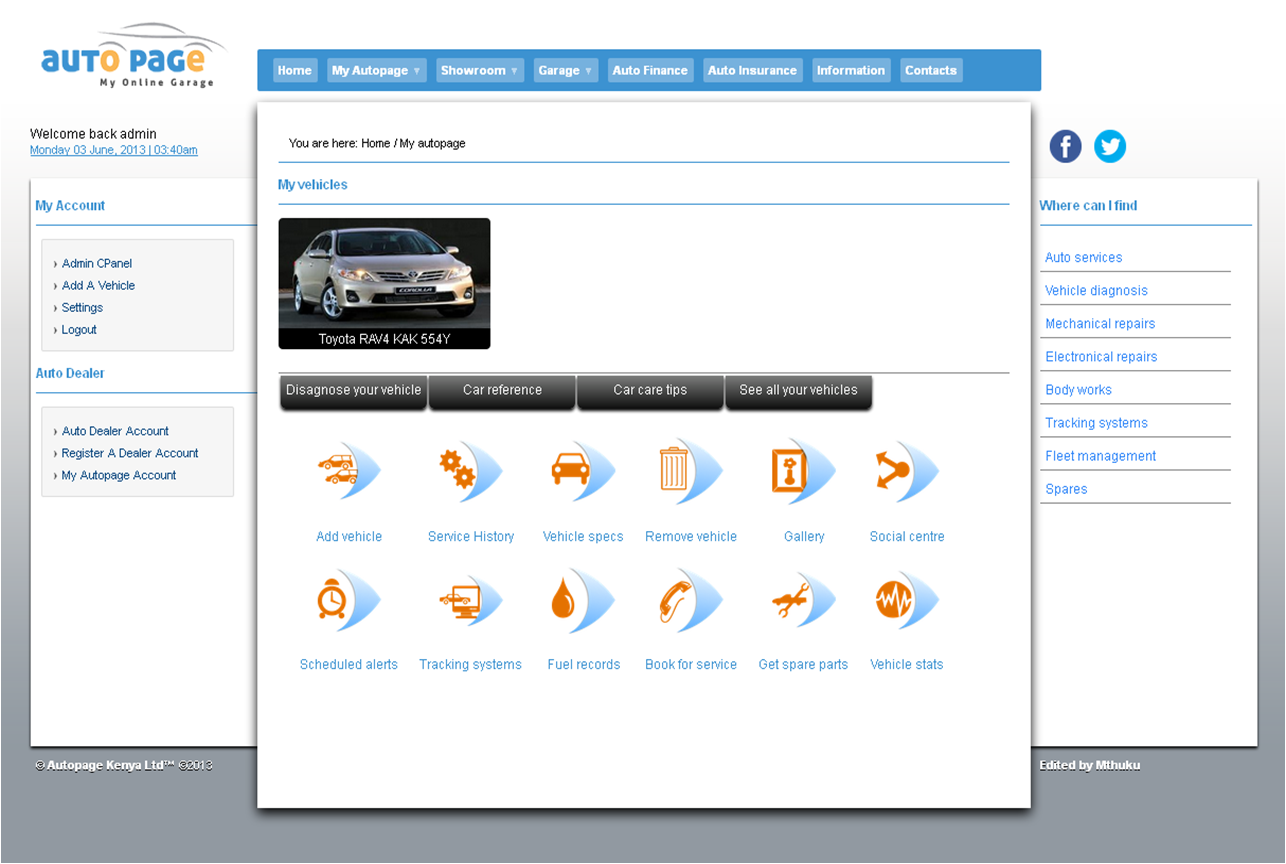 auto page
My Online Garage
Home My Autopage Showroom Garage Auto Finance Auto Insurance Information Contacts
Welcome back admin
Monday 03 June, 2013 | 03:40am
You are here: Home / My autopage
My vehicles
COROLLA
Toyota RAV4 KAK 554Y
My Account
› Admin CPanel
› Add A Vehicle
› Settings
› Logout
Auto Dealer
› Auto Dealer Account
› Register A Dealer Account
› My Autopage Account
Disagnose your vehicle Car reference Car care tips See all your vehicles
Add vehicle Service History Vehicle specs Remove vehicle Gallery Social centre
Scheduled alerts Tracking systems Fuel records Book for service Get spare parts Vehicle stats
Where can I find
Auto services
Vehicle diagnosis
Mechanical repairs
Electronical repairs
Body works
Tracking systems
Fleet management
Spares
© Autopage Kenya Ltd™ ©2013
Edited by Mthuku